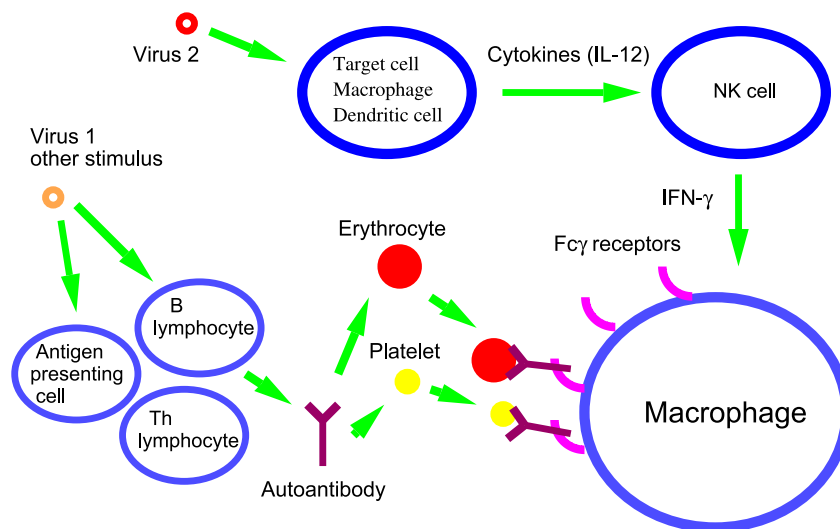 Virus 2
Target cell
Macrophage
Dendritic cell
Cytokines (IL-12)
NK cell
Virus 1
other stimulus
IFN-γ
Erythrocyte
Fcγ receptors
B
lymphocyte
Antigen
presenting
cell
Platelet
Th
lymphocyte
Macrophage
Autoantibody